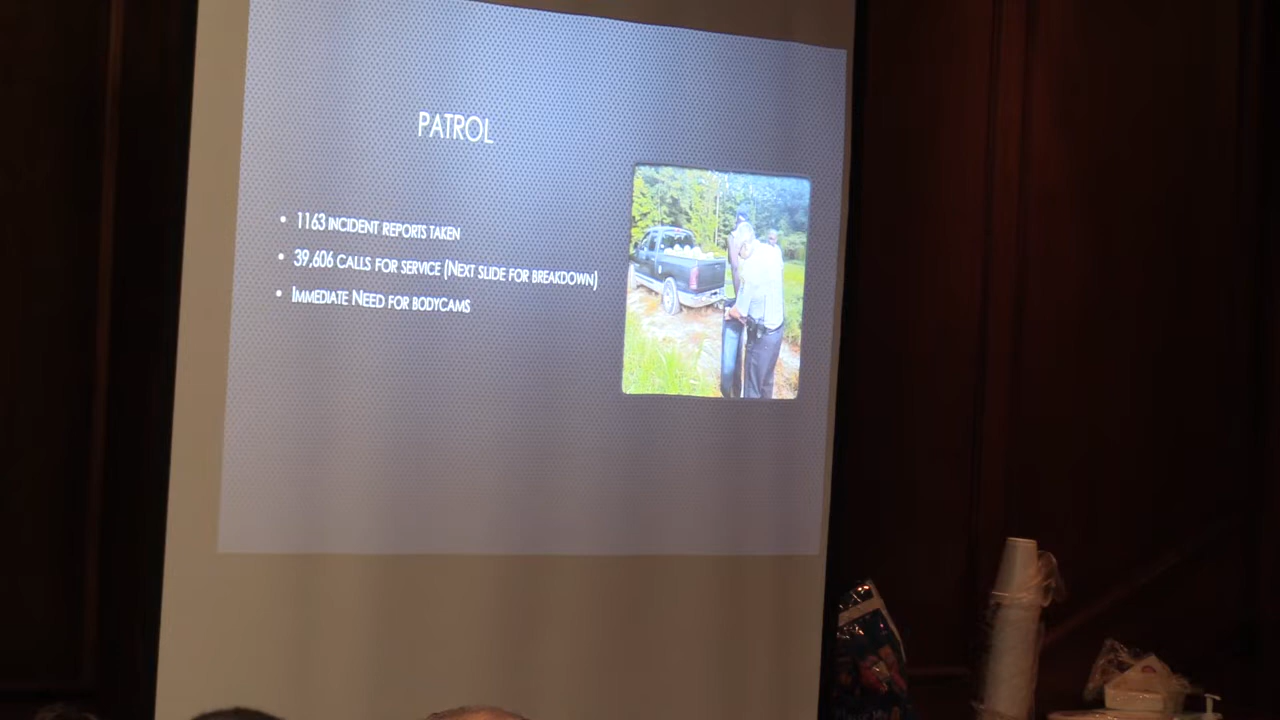 PATROL
• 1163 INCIDENT REPORTS TAKEN
• 39,606 CALLS FOR SERVICE (NEXT SLIDE FOR BREAKDOWN)
• IMMEDIATE NEED FOR BODYCAMS